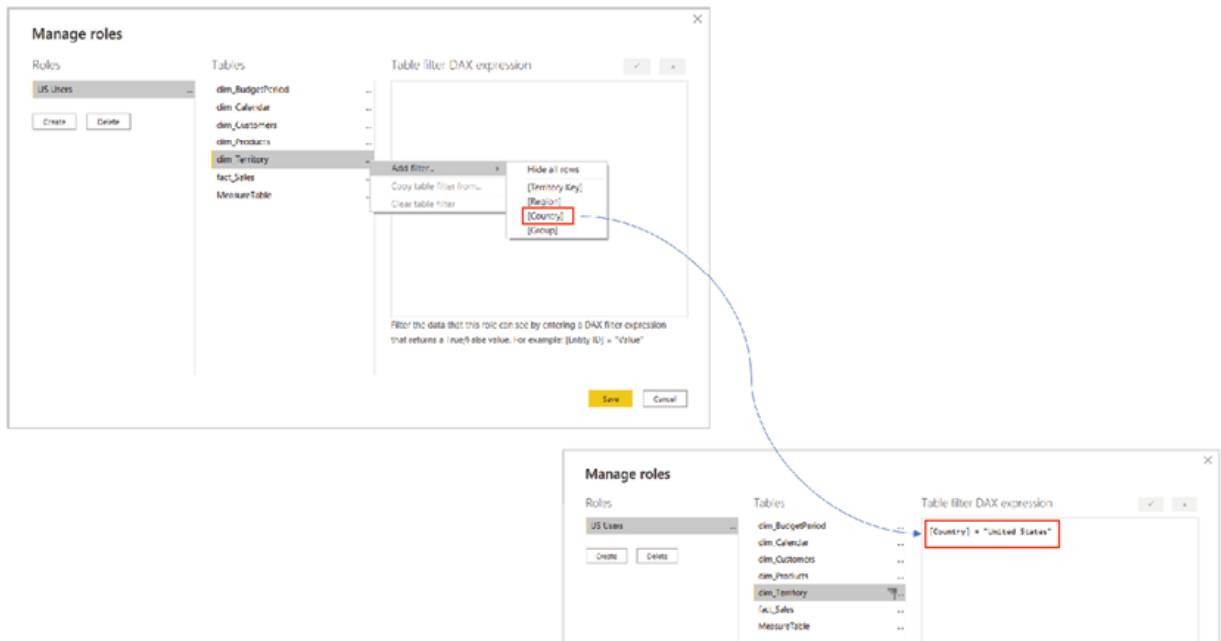 Manage roles
Roles
Tables
Table filter DAX expression
US Users
...
dim_BudgetPeriod
...
dim_Calendar
...
dim_Customers
...
dim_Products
...
dim_Territory
...
fact_Sales
MeasureTable
Create
Delete
Add filter...
Copy table filter from...
Clear table filter
Hide all rows
[Territory Key]
[Region]
[Country]
[Group]
Filter the data that this role can see by entering a DAX filter expression
that returns a True/False value. For example: [Entity ID] = "Value"
Save
Cancel
Manage roles
Roles
Tables
Table filter DAX expression
US Users
...
dim_BudgetPeriod
...
dim_Calendar
...
dim_Customers
...
dim_Products
...
dim_Territory
...
fact_Sales
...
MeasureTable
...
Create
Delete
[Country] = "United States"